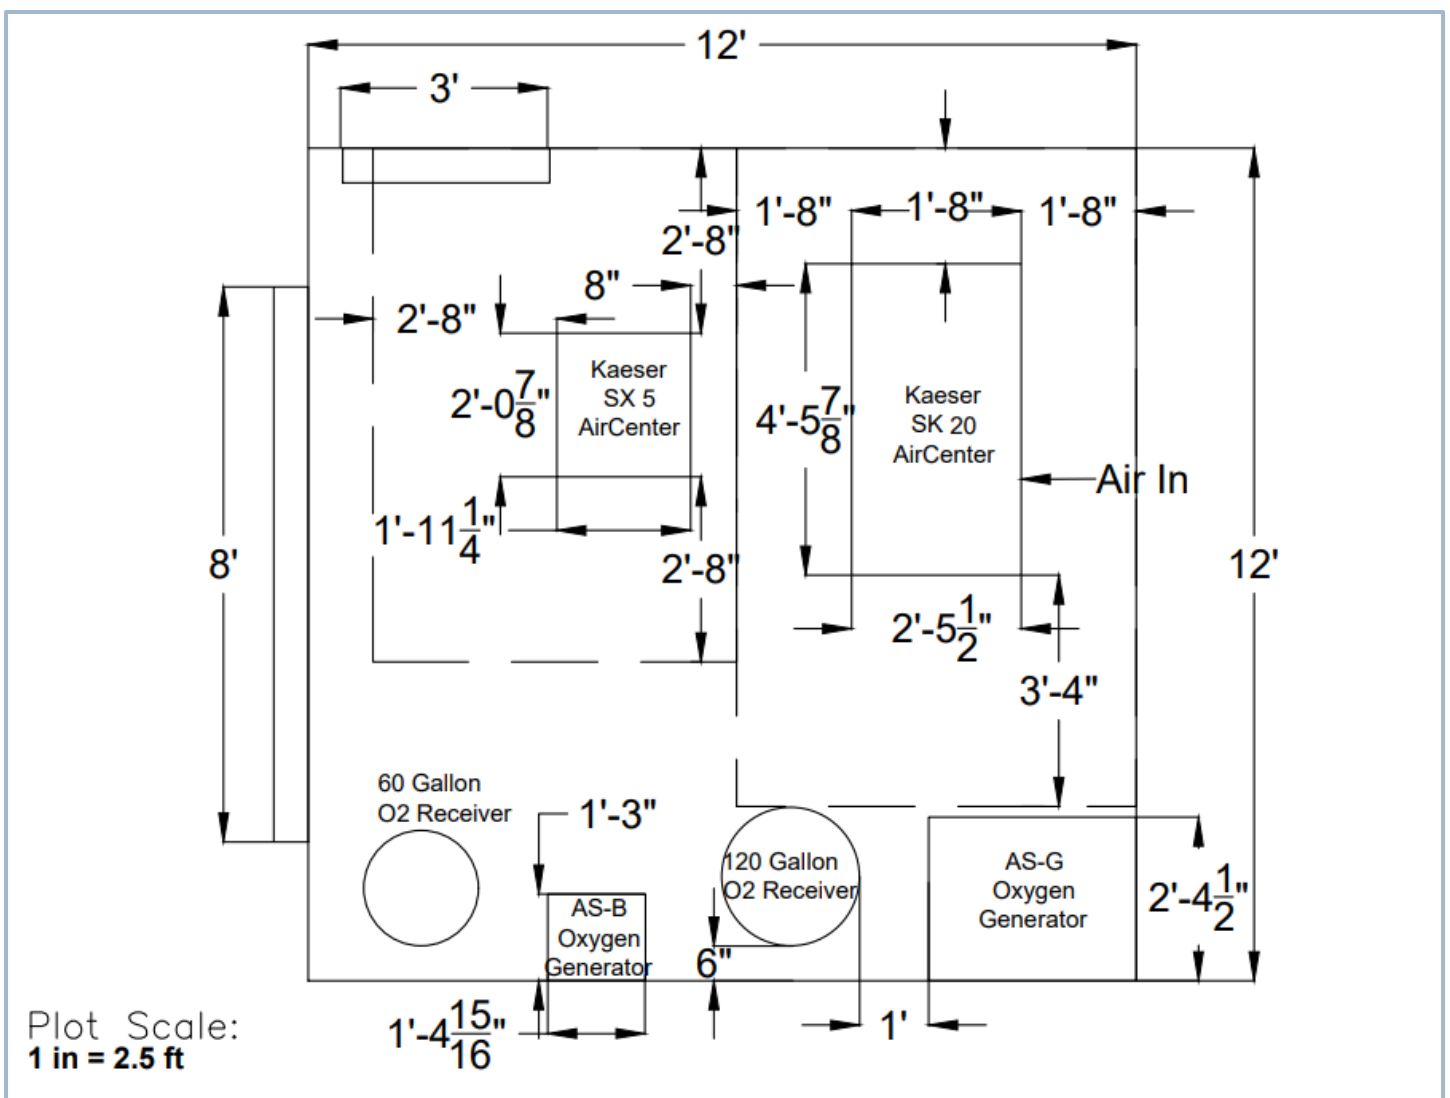 12'
3'
1'-8"
1'-8"
1'-8"
2'-8"
8"
2'-8"
Kaeser
SX 5
AirCenter
2'-0 7/8"
4'-5 7/8"
Kaeser
SK 20
AirCenter
Air In
1'-11 1/4"
2'-8"
8'
12'
2'-5 1/2"
3'-4"
60 Gallon
O2 Receiver
1'-3"
120 Gallon
O2 Receiver
AS-G
Oxygen
Generator
2'-4 1/2"
AS-B
Oxygen
Generator
6"
1'-4 15/16"
1'
Plot Scale:
1 in = 2.5 ft